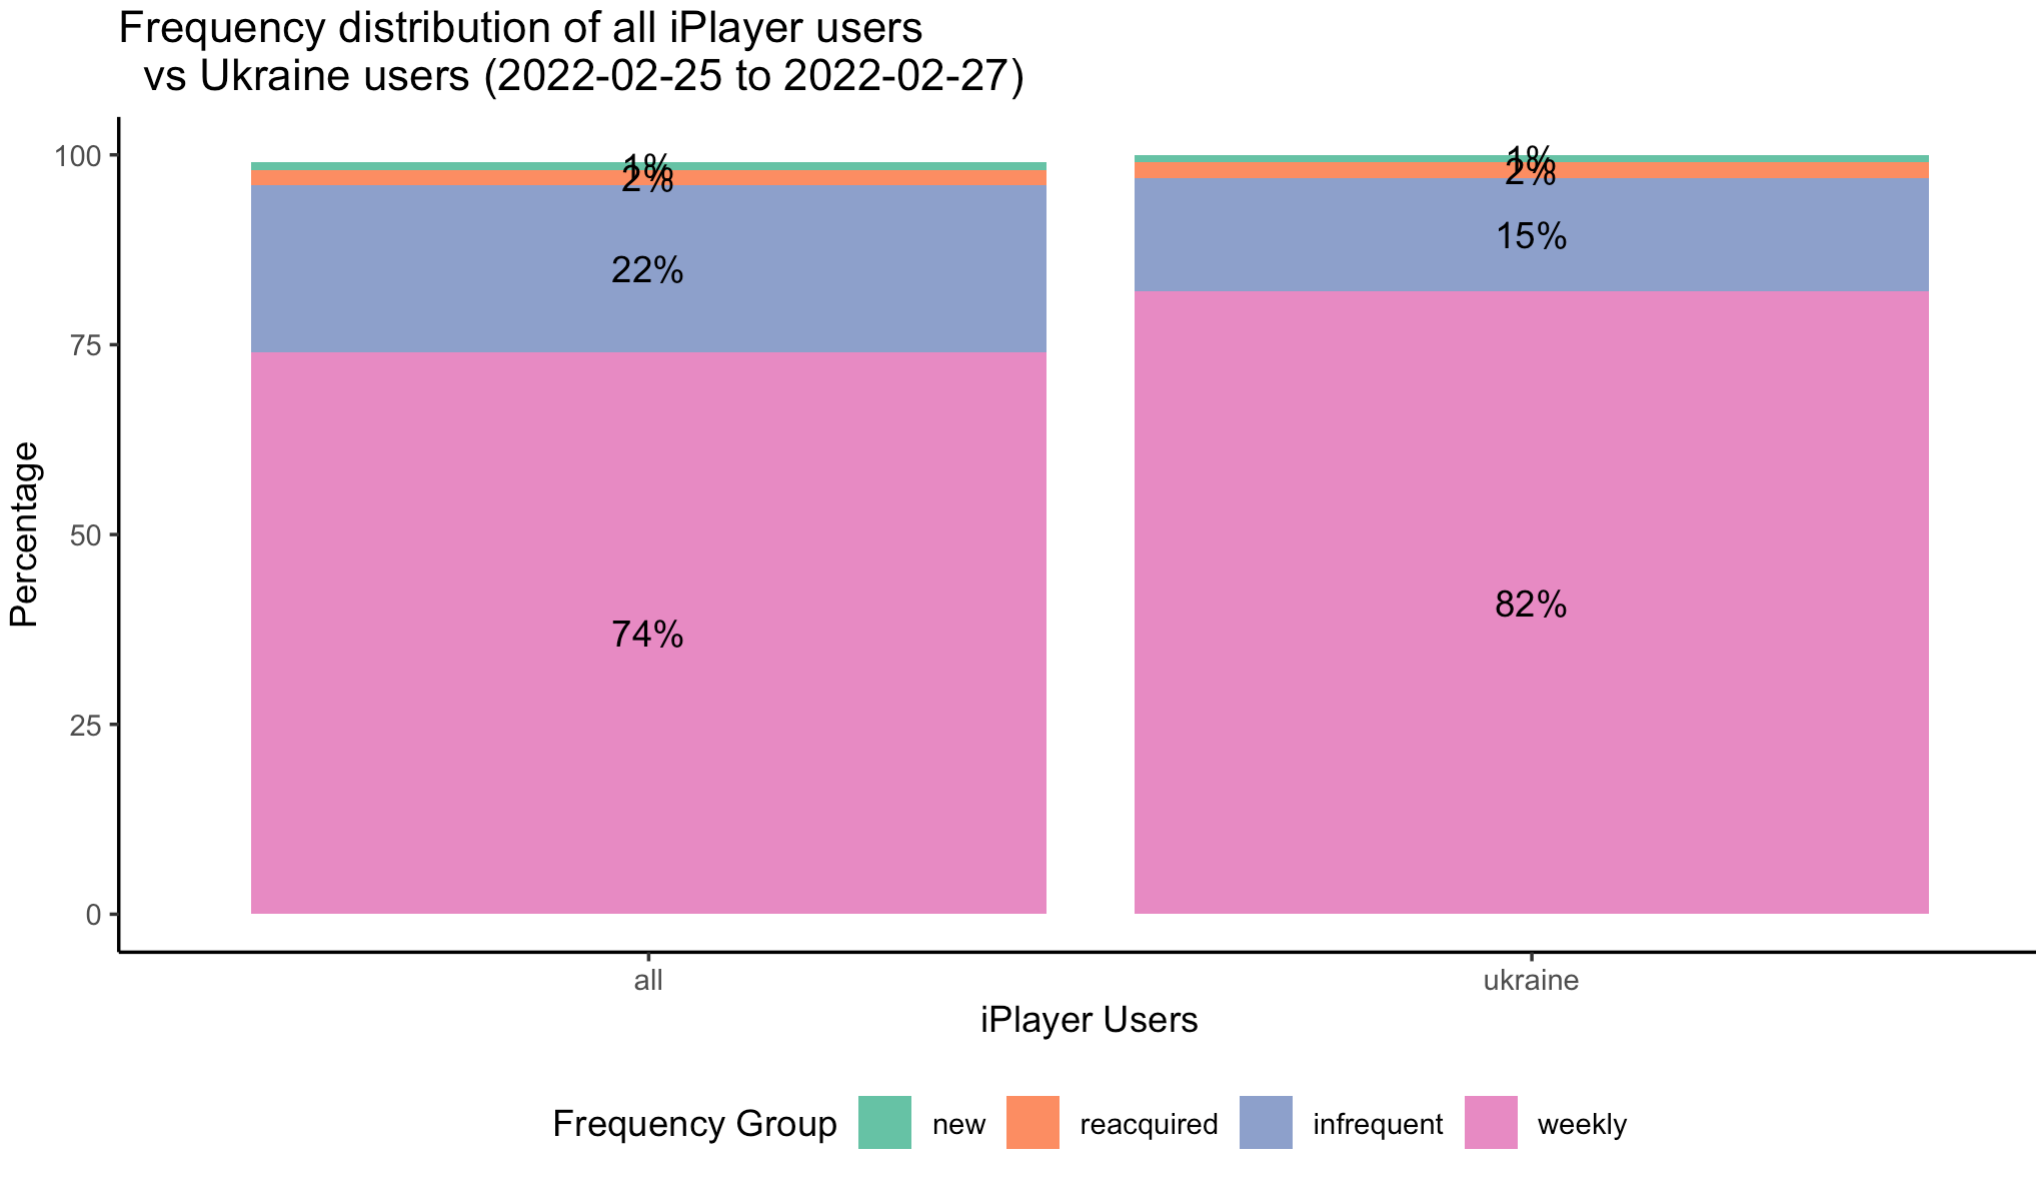 Frequency distribution of all iPlayer users
vs Ukraine users (2022-02-25 to 2022-02-27)
Percentage
100
75
50
25
0
1%
2%
22%
74%
1%
2%
15%
82%
all
ukraine
iPlayer Users
Frequency Group new reacquired infrequent weekly